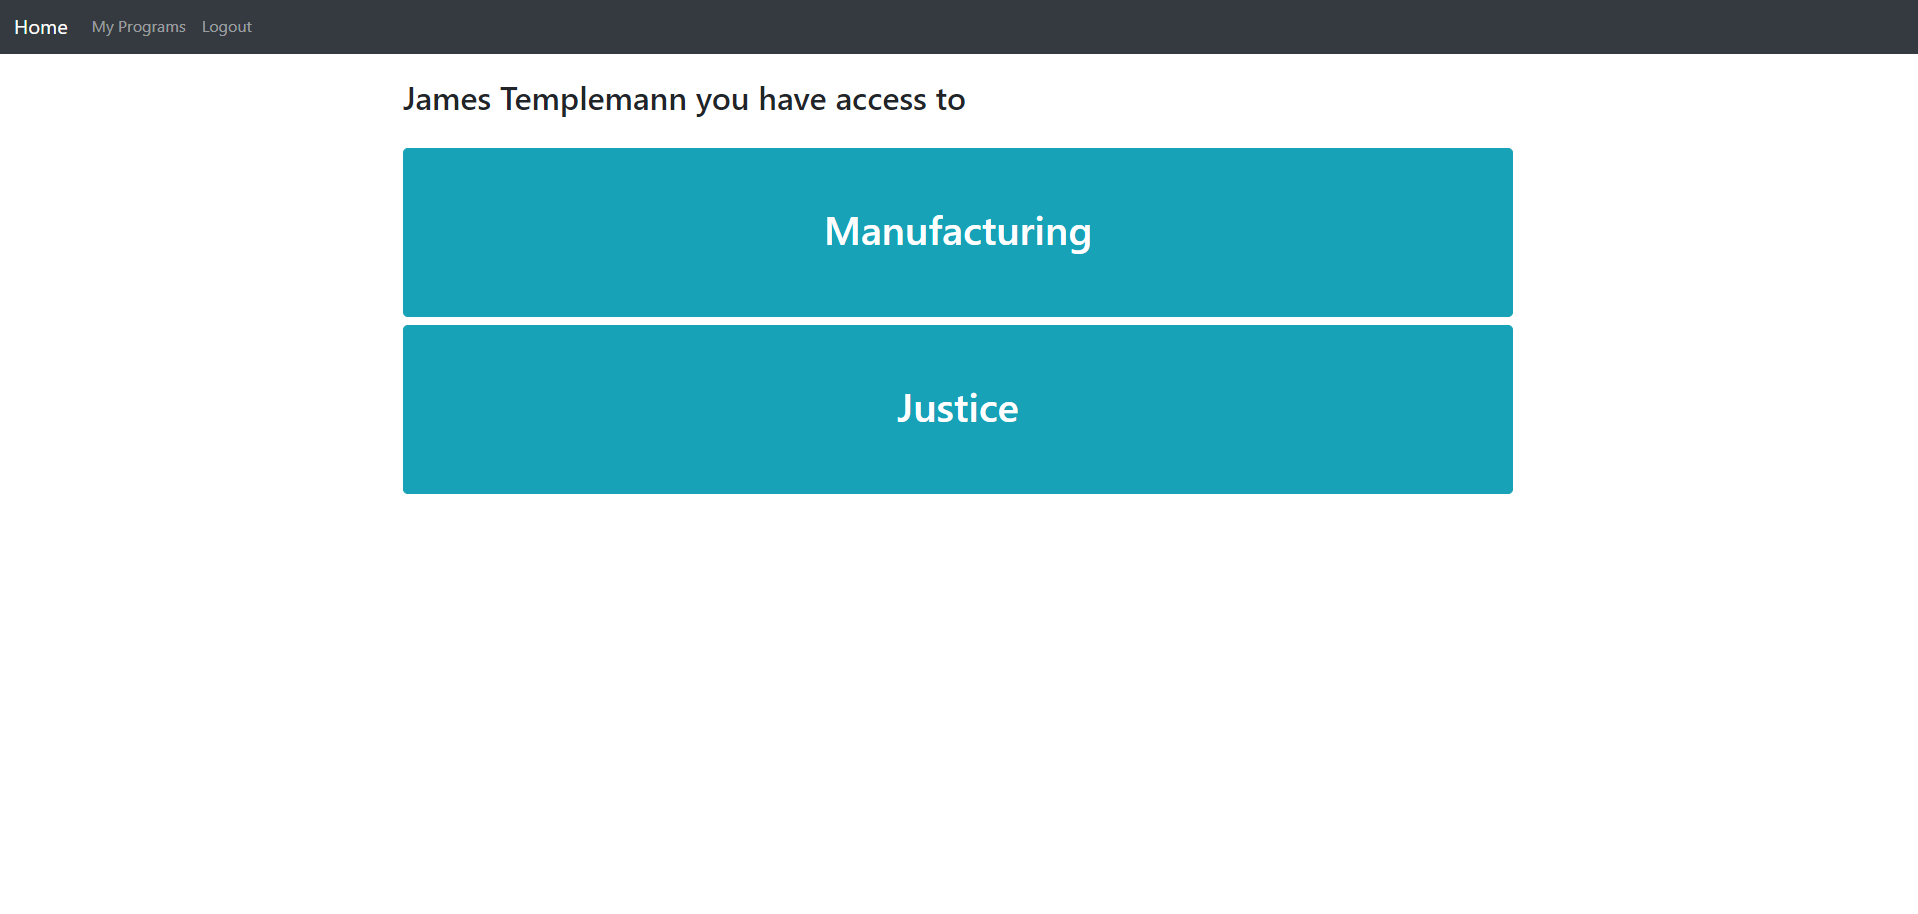 Home My Programs Logout
James Templemann you have access to
Manufacturing
Justice